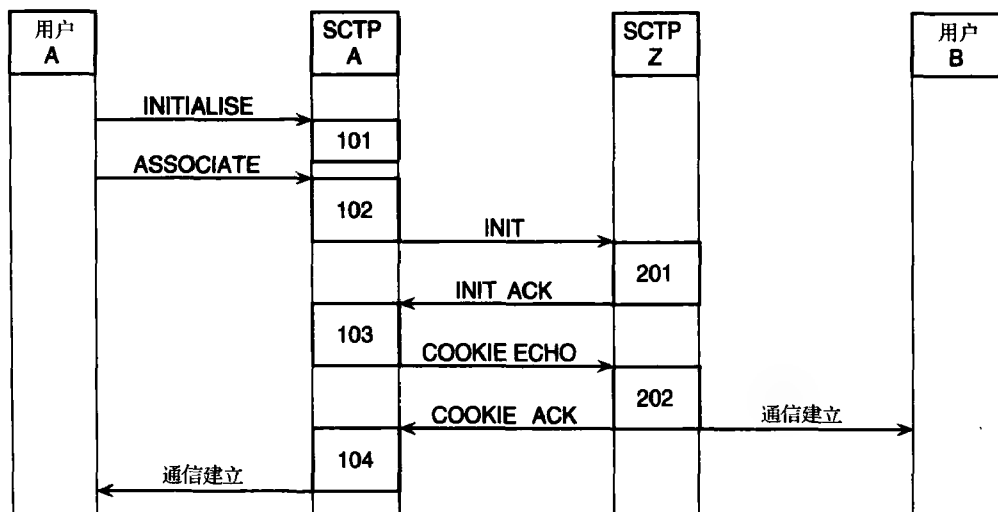 用户
A
SCTP
A
SCTP
Z
用户
B
INITIALISE
101
ASSOCIATE
102
INIT
201
INIT ACK
103
COOKIE ECHO
202
COOKIE ACK
通信建立
104
通信建立